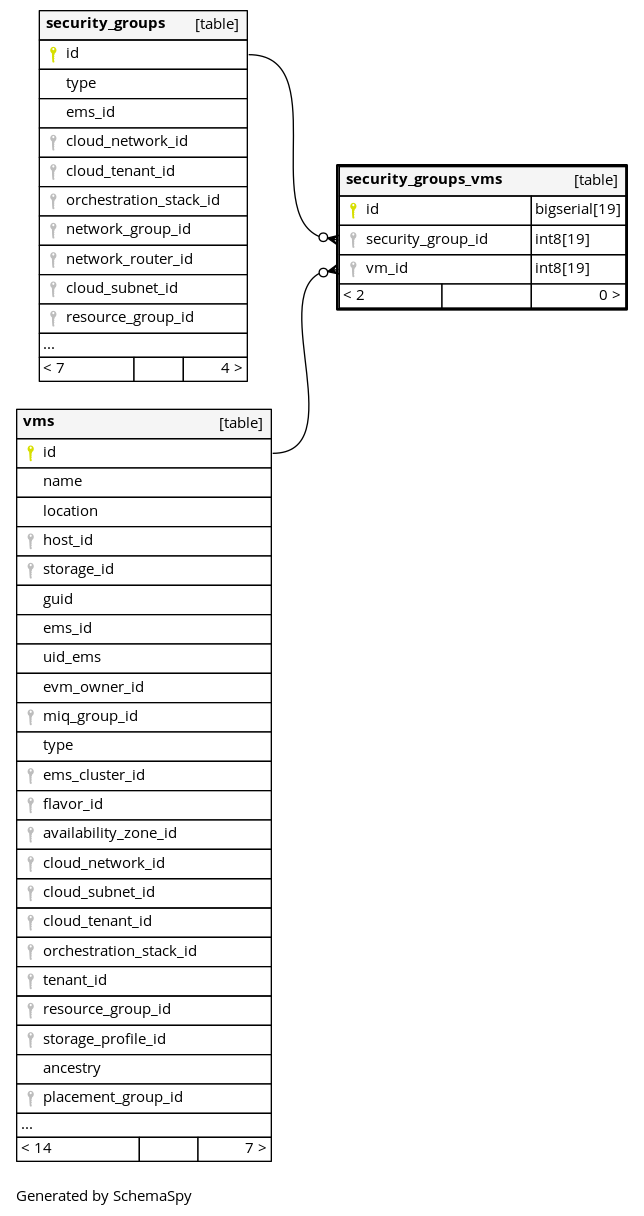 security_groups [table]
id
type
ems_id
cloud_network_id
cloud_tenant_id
orchestration_stack_id
network_group_id
network_router_id
cloud_subnet_id
resource_group_id
...
< 7 4 >
security_groups_vms [table]
id bigserial[19]
security_group_id int8[19]
vm_id int8[19]
< 2 0 >
vms [table]
id
name
location
host_id
storage_id
guid
ems_id
uid_ems
evm_owner_id
miq_group_id
type
ems_cluster_id
flavor_id
availability_zone_id
cloud_network_id
cloud_subnet_id
cloud_tenant_id
orchestration_stack_id
tenant_id
resource_group_id
storage_profile_id
ancestry
placement_group_id
...
< 14 7 >
Generated by SchemaSpy